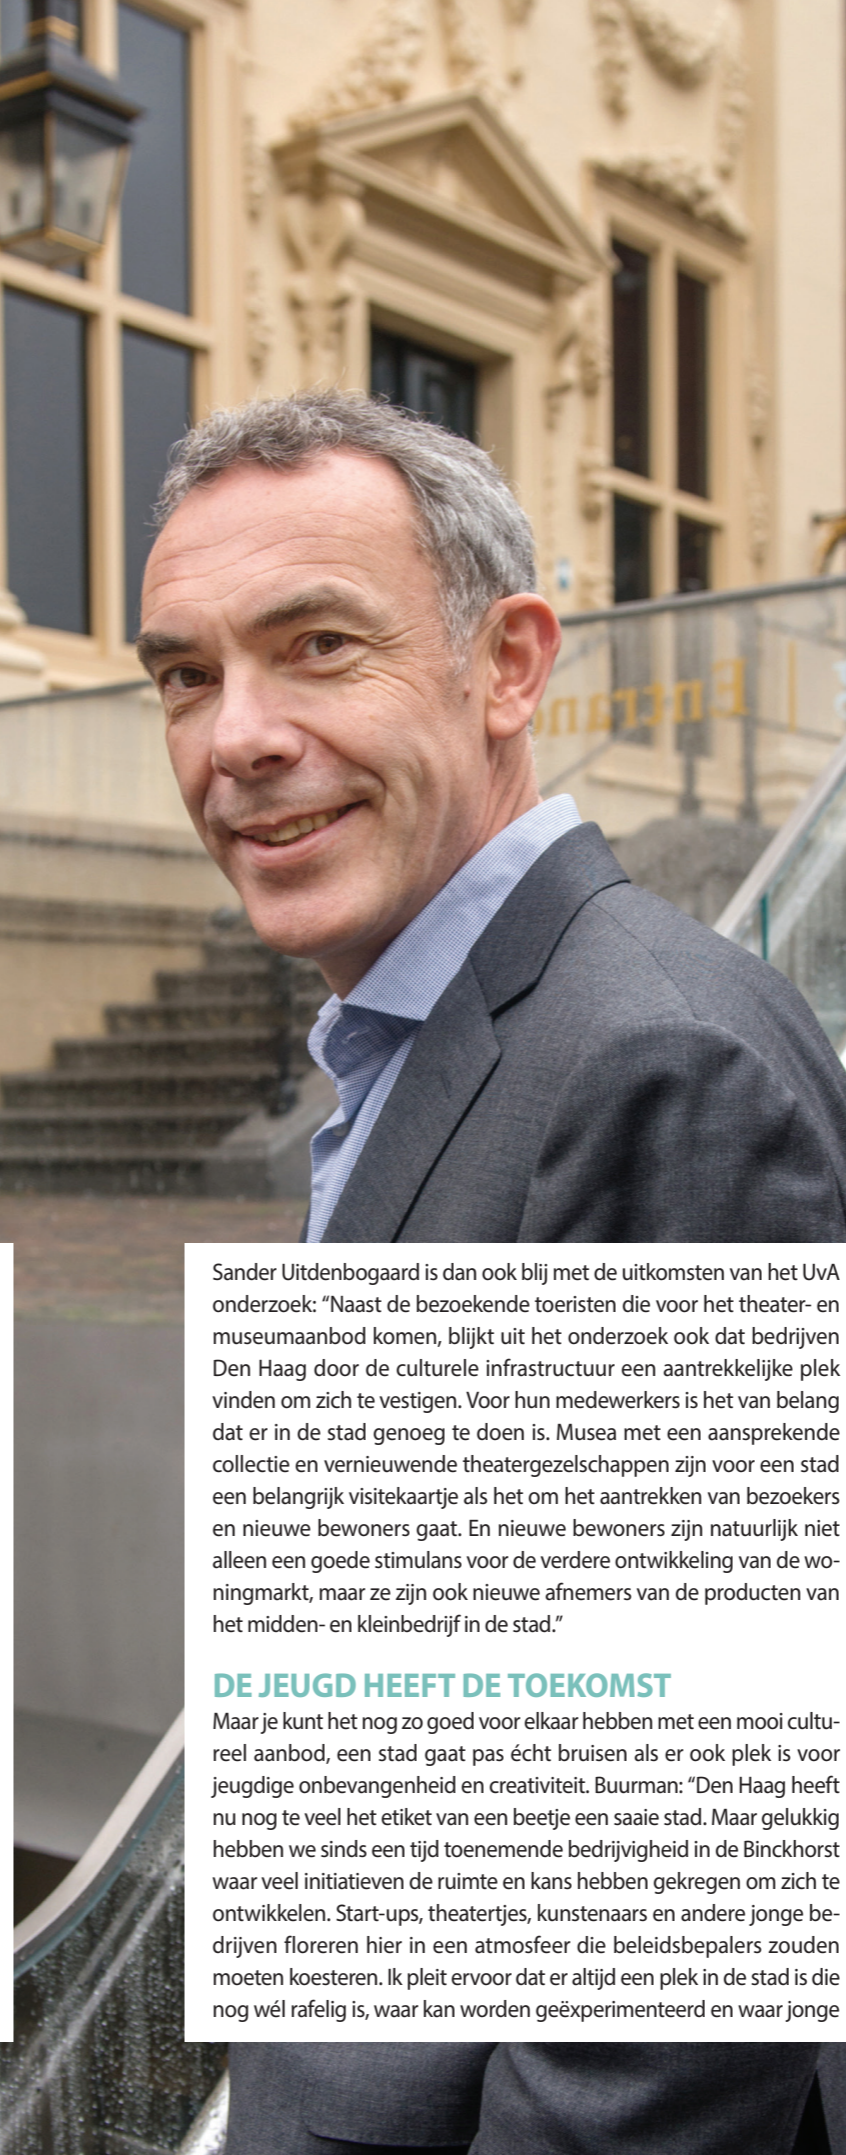 Entranc
Sander Uitdenbogaard is dan ook blij met de uitkomsten van het UvA
onderzoek: “Naast de bezoekende toeristen die voor het theater- en
museumaanbod komen, blijkt uit het onderzoek ook dat bedrijven
Den Haag door de culturele infrastructuur een aantrekkelijke plek
vinden om zich te vestigen. Voor hun medewerkers is het van belang
dat er in de stad genoeg te doen is. Musea met een aansprekende
collectie en vernieuwende theatergezelschappen zijn voor een stad
een belangrijk visitekaartje als het om het aantrekken van bezoekers
en nieuwe bewoners gaat. En nieuwe bewoners zijn natuurlijk niet
alleen een goede stimulans voor de verdere ontwikkeling van de wo-
ningmarkt, maar ze zijn ook nieuwe afnemers van de producten van
het midden- en kleinbedrijf in de stad.”
DE JEUGD HEEFT DE TOEKOMST
Maar je kunt het nog zo goed voor elkaar hebben met een mooi cultu-
reel aanbod, een stad gaat pas écht bruisen als er ook plek is voor
jeugdige onbevangenheid en creativiteit. Buurman: “Den Haag heeft
nu nog te veel het etiket van een beetje een saaie stad. Maar gelukkig
hebben we sinds een tijd toenemende bedrijvigheid in de Binckhorst
waar veel initiatieven de ruimte en kans hebben gekregen om zich te
ontwikkelen. Start-ups, theatertjes, kunstenaars en andere jonge be-
drijven floreren hier in een atmosfeer die beleidsbepalers zouden
moeten koesteren. Ik pleit ervoor dat er altijd een plek in de stad is die
nog wél rafelig is, waar kan worden geëxperimenteerd en waar jonge